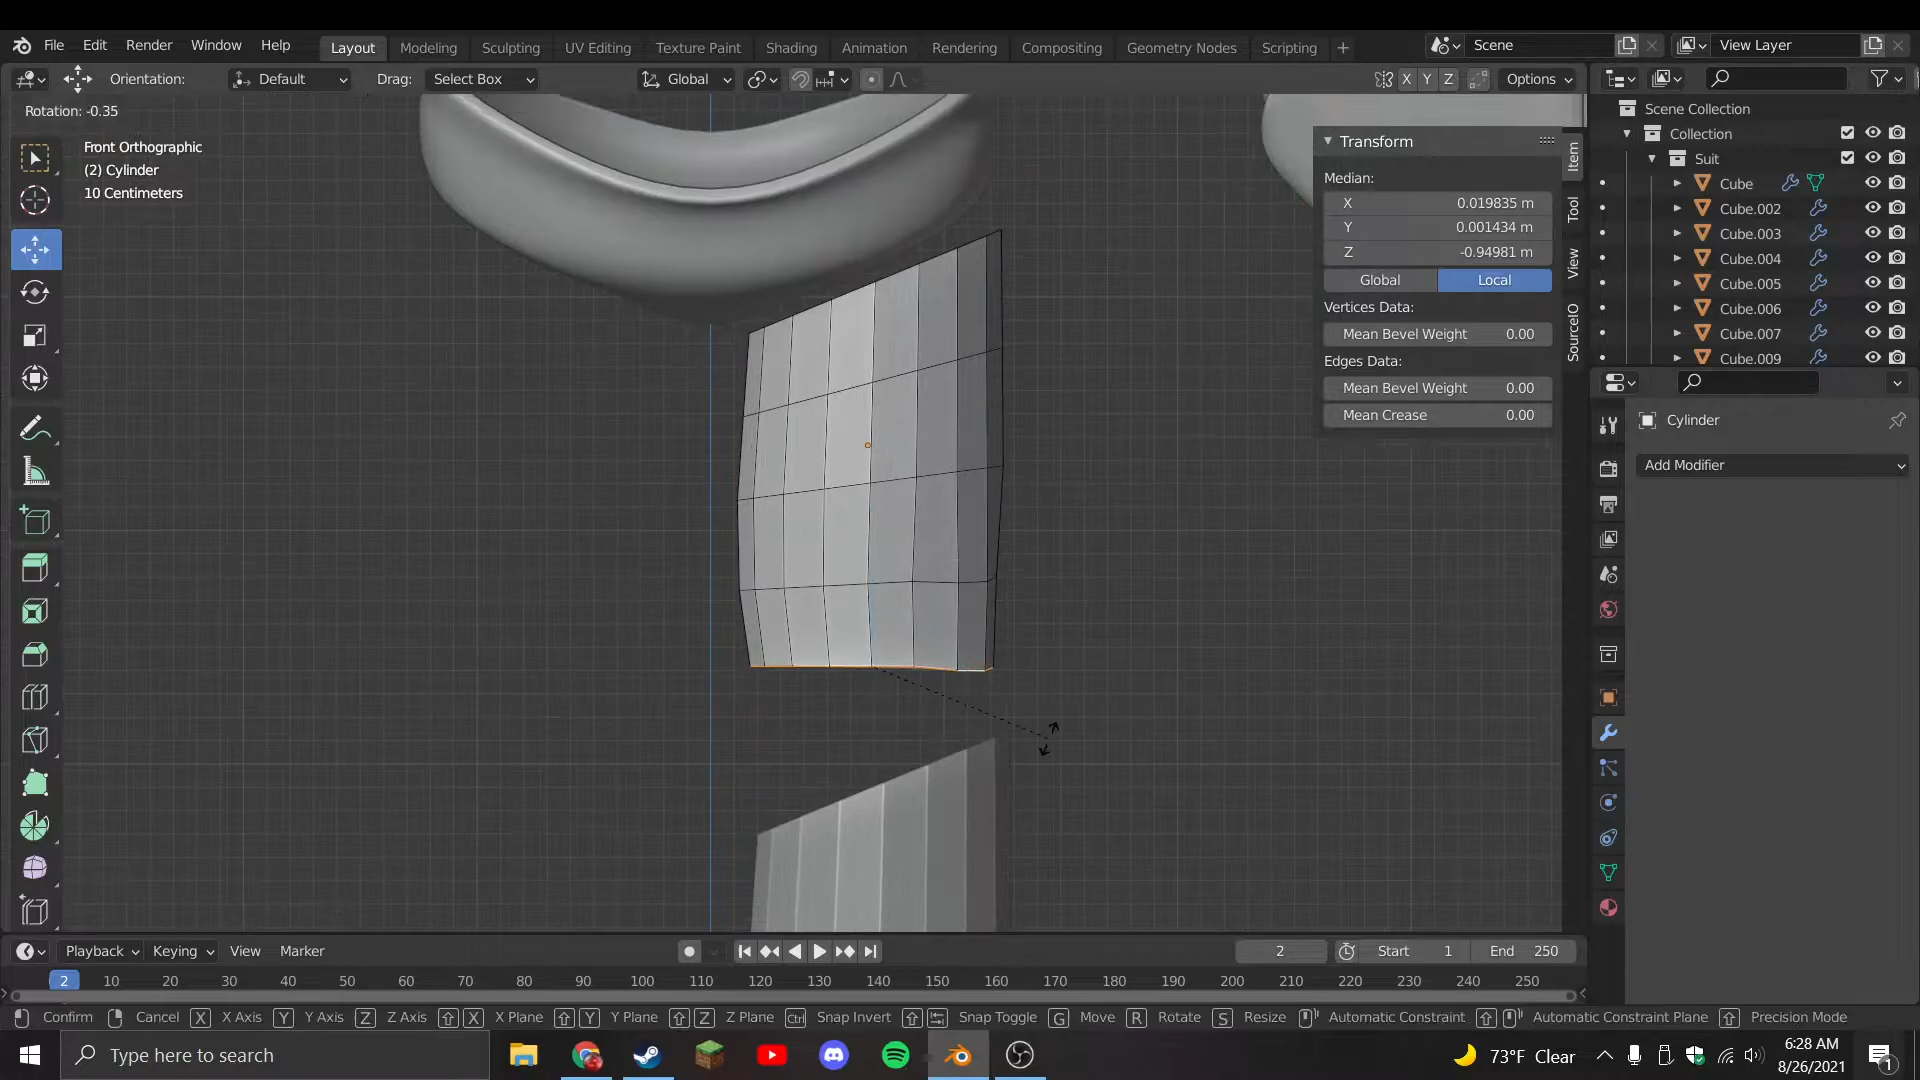 File Edit Render Window Help Layout Modeling Sculpting UV Editing Texture Paint Shading Animation Rendering Compositing Geometry Nodes Scripting + Scene View Layer
Orientation: Default Drag: Select Box Global X Y Z Options
Rotation: -0.35
Front Orthographic
(2) Cylinder
10 Centimeters
Transform
Median:
X 0.019835 m
Y 0.001434 m
Z -0.94981 m
Global Local
Vertices Data:
Mean Bevel Weight 0.00
Edges Data:
Mean Bevel Weight 0.00
Mean Crease 0.00
Item
Tool
View
SourceIO
Scene Collection
Collection
Suit
Cube
Cube.002
Cube.003
Cube.004
Cube.005
Cube.006
Cube.007
Cube.009
Cylinder
Add Modifier
Playback Keying View Marker 2 Start 1 End 250
2 10 20 30 40 50 60 70 80 90 100 110 120 130 140 150 160 170 180 190 200 210 220 230 240 250
Confirm Cancel X X Axis Y Y Axis Z Z Axis X X Plane Y Y Plane Z Z Plane Ctrl Snap Invert Snap Toggle G Move R Rotate S Resize Automatic Constraint Automatic Constraint Plane Precision Mode
Type here to search 73°F Clear 6:28 AM
8/26/2021 1